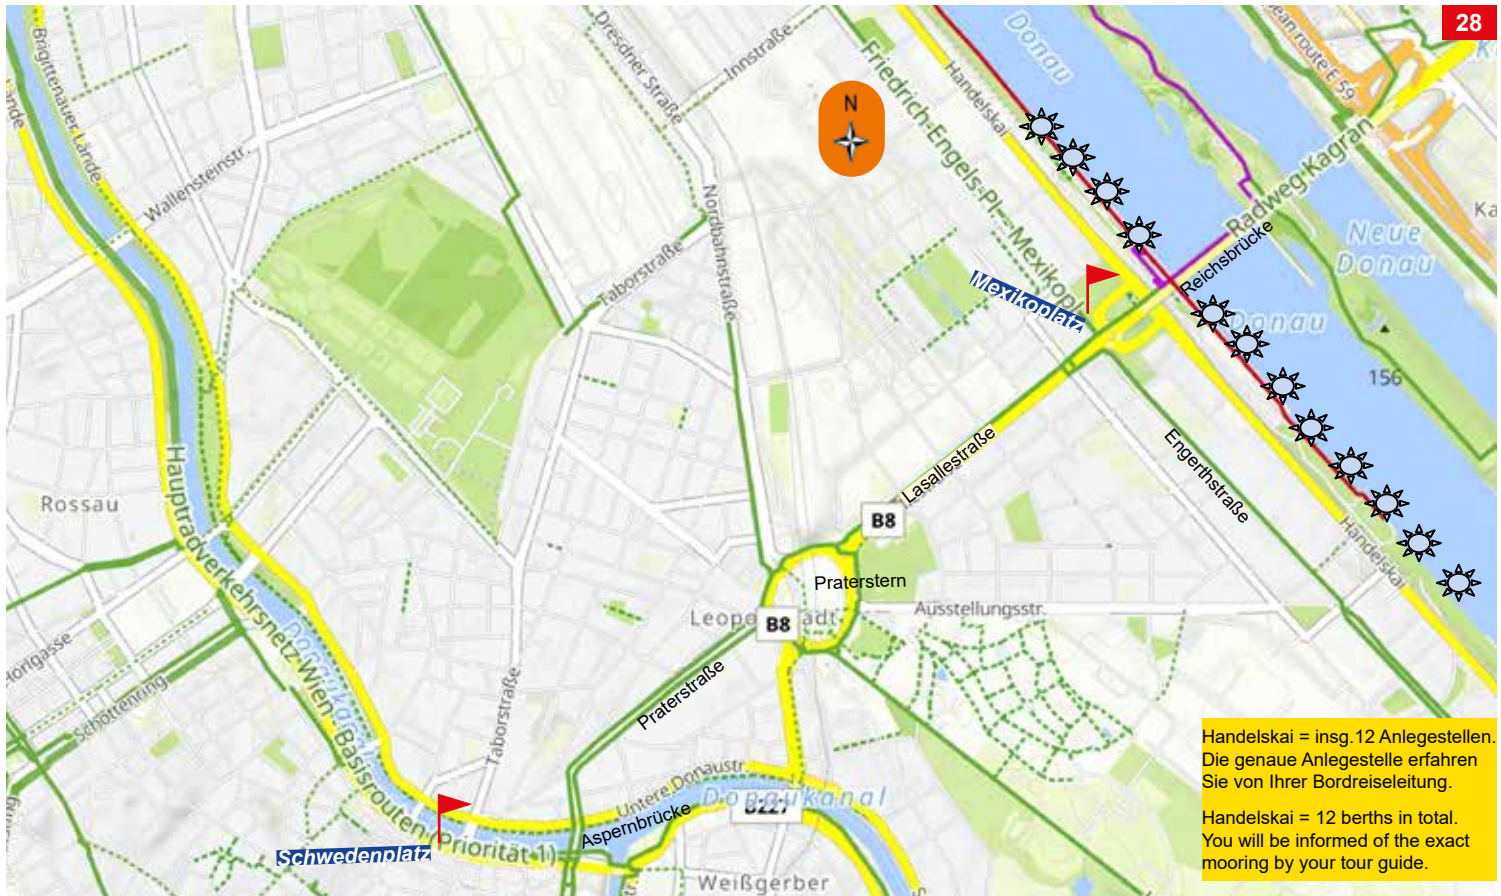 28
Brigittenauer Lände
Dresdner Straße
Innstraße
Donau
Handelskai
Friedrich-Engels-Pl.-Mexikopl
N
Wallensteinstr.
Nordbahnstraße
Taborstraße
Radweg Kagran
Reichsbrücke
Neue
Donau
Mexikoplatz
Donau
156
Engerthstraße
Lasallestraße
B8
Hauptradverkehrsnetz Wien Basisrouten (Priorität 1)
Rossau
Handelskai
Praterstern
Ausstellungsstr.
B8
Schottenring
Donaukanal
Praterstraße
Taborstraße
Untere Donaustr.
Donaukanal
B227
Aspernbrücke
Schwedenplatz
Weißgerber
Handelskai = insg.12 Anlegestellen.
Die genaue Anlegestelle erfahren
Sie von Ihrer Bordreiseleitung.
Handelskai = 12 berths in total.
You will be informed of the exact
mooring by your tour guide.